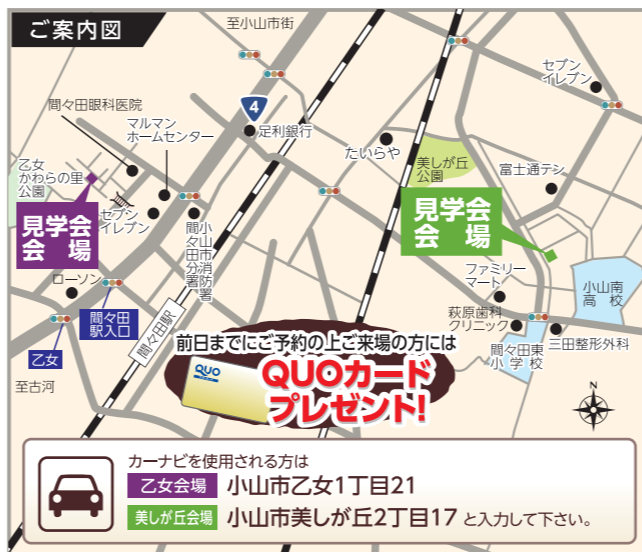 ご案内図
至小山市街
4
足利銀行
セブン
イレブン
間々田眼科医院
マルマン
ホームセンター
たいらや
美しが丘
公園
富士通テン
乙女
かわらの里
公園
見学会
会場
セブン
イレブン
小山市消防署
間々田分署
見学会
会場
ローソン
間々田
駅入口
乙女
間々田駅
至古河
ファミリー
マート
小山南
高校
萩原歯科
クリニック
三田整形外科
間々田東
小学校
N
前日までにご予約の上ご来場の方には
QUO
QUOカード
プレゼント!
カーナビを使用される方は
乙女会場 小山市乙女1丁目21
美しが丘会場 小山市美しが丘2丁目17 と入力して下さい。